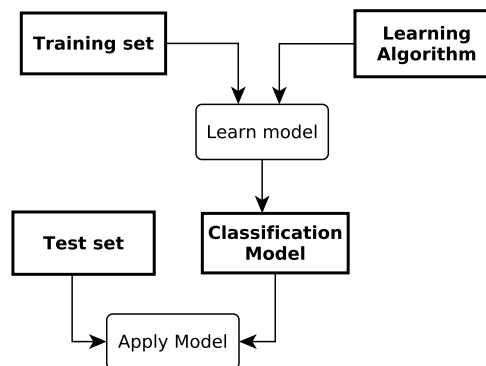 Training set
Learning
Algorithm
Learn model
Test set
Classification
Model
Apply Model